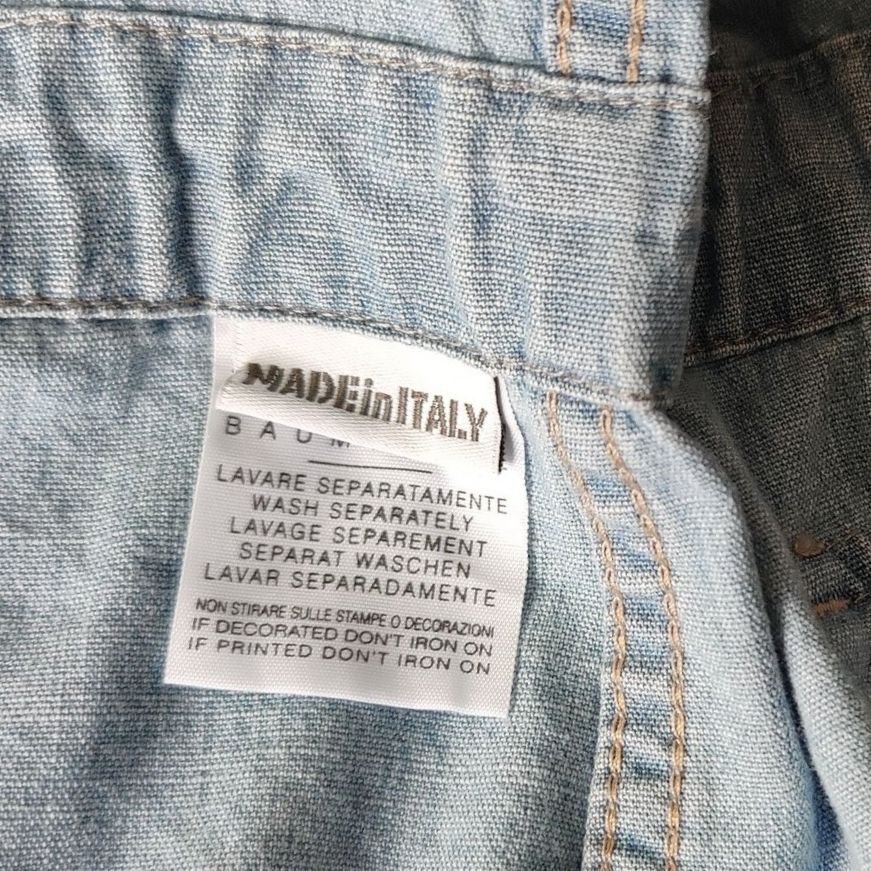 MADEinITALY
LAVARE SEPARATAMENTE
WASH SEPARATELY
LAVAGE SEPAREMENT
SEPARAT WASCHEN
LAVAR SEPARADAMENTE
NON STIRARE SULLE STAMPE O DECORAZIONI
IF DECORATED DON'T IRON ON
IF PRINTED DON'T IRON ON